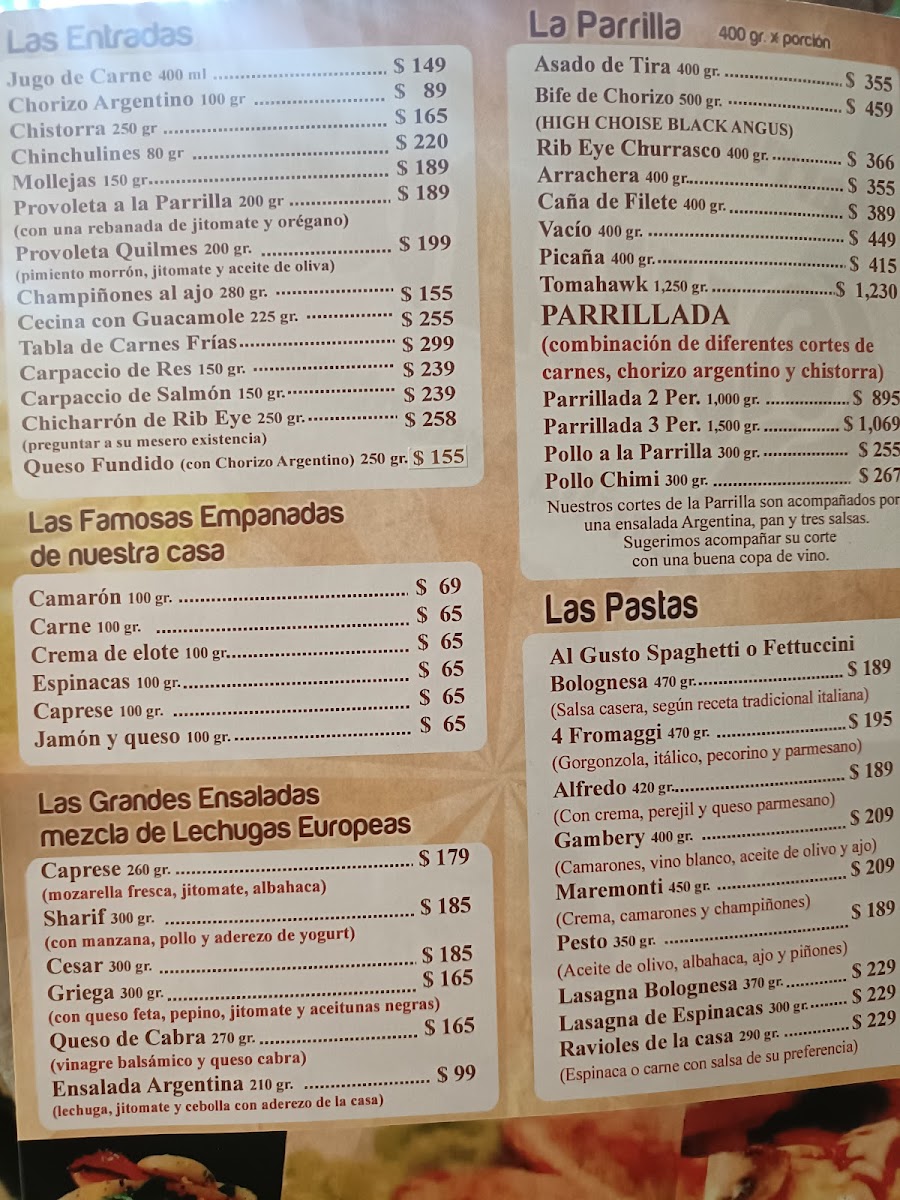 Las Entradas
Jugo de Carne 400 ml ........ $ 149
Chorizo Argentino 100 gr ........ $ 89
Chistorra 250 gr ........ $ 165
Chinchulines 80 gr ........ $ 220
Mollejas 150 gr........ $ 189
Provoleta a la Parrilla 200 gr ........ $ 189
(con una rebanada de jitomate y orégano)
Provoleta Quilmes 200 gr. ........ $ 199
(pimiento morrón, jitomate y aceite de oliva)
Champiñones al ajo 280 gr. ........ $ 155
Cecina con Guacamole 225 gr. ........ $ 255
Tabla de Carnes Frías........ $ 299
Carpaccio de Res 150 gr. ........ $ 239
Carpaccio de Salmón 150 gr. ........ $ 239
Chicharrón de Rib Eye 250 gr. ........ $ 258
(preguntar a su mesero existencia)
Queso Fundido (con Chorizo Argentino) 250 gr. $ 155
Las Famosas Empanadas
de nuestra casa
Camarón 100 gr. ........ $ 69
Carne 100 gr. ........ $ 65
Crema de elote 100 gr........ $ 65
Espinacas 100 gr........ $ 65
Caprese 100 gr. ........ $ 65
Jamón y queso 100 gr. ........ $ 65
Las Grandes Ensaladas
mezcla de Lechugas Europeas
Caprese 260 gr. ........ $ 179
(mozarella fresca, jitomate, albahaca)
Sharif 300 gr. ........ $ 185
(con manzana, pollo y aderezo de yogurt)
Cesar 300 gr. ........ $ 185
Griega 300 gr. ........ $ 165
(con queso feta, pepino, jitomate y aceitunas negras)
Queso de Cabra 270 gr. ........ $ 165
(vinagre balsámico y queso cabra)
Ensalada Argentina 210 gr. ........ $ 99
(lechuga, jitomate y cebolla con aderezo de la casa)
La Parrilla 400 gr. x porción
Asado de Tira 400 gr. ........ $ 355
Bife de Chorizo 500 gr. ........ $ 459
(HIGH CHOISE BLACK ANGUS)
Rib Eye Churrasco 400 gr. ........ $ 366
Arrachera 400 gr........ $ 355
Caña de Filete 400 gr. ........ $ 389
Vacío 400 gr. ........ $ 449
Picaña 400 gr. ........ $ 415
Tomahawk 1,250 gr. ........ $ 1,230
PARRILLADA
(combinación de diferentes cortes de
carnes, chorizo argentino y chistorra)
Parrillada 2 Per. 1,000 gr. ........ $ 895
Parrillada 3 Per. 1,500 gr. ........ $ 1,069
Pollo a la Parrilla 300 gr. ........ $ 255
Pollo Chimi 300 gr. ........ $ 267
Nuestros cortes de la Parrilla son acompañados por
una ensalada Argentina, pan y tres salsas.
Sugerimos acompañar su corte
con una buena copa de vino.
Las Pastas
Al Gusto Spaghetti o Fettuccini
Bolognesa 470 gr. ........ $ 189
(Salsa casera, según receta tradicional italiana)
4 Fromaggi 470 gr. ........ $ 195
(Gorgonzola, itálico, pecorino y parmesano)
Alfredo 420 gr........ $ 189
(Con crema, perejil y queso parmesano)
Gambery 400 gr. ........ $ 209
(Camarones, vino blanco, aceite de olivo y ajo)
Maremonti 450 gr. ........ $ 209
(Crema, camarones y champiñones)
Pesto 350 gr. ........ $ 189
(Aceite de olivo, albahaca, ajo y piñones)
Lasagna Bolognesa 370 gr. ........ $ 229
Lasagna de Espinacas 300 gr. ........ $ 229
Ravioles de la casa 290 gr. ........ $ 229
(Espinaca o carne con salsa de su preferencia)